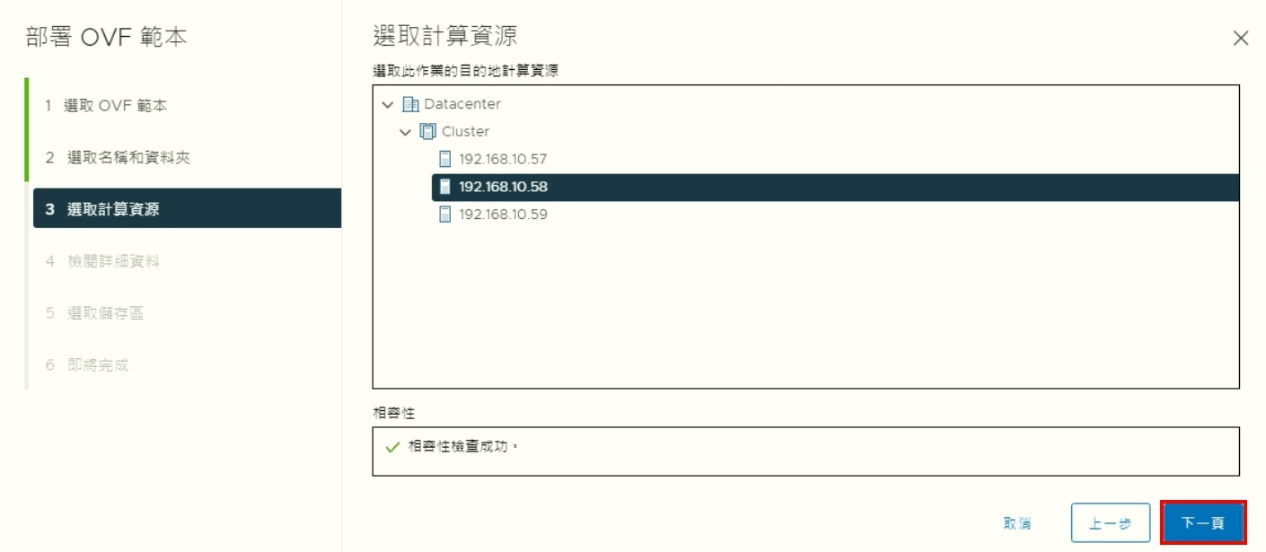 部署 OVF 範本
1 選取 OVF 範本
2 選取名稱和資料夾
3 選取計算資源
4 檢閱詳細資料
5 選取儲存區
6 即將完成
選取計算資源
選取此作業的目的地計算資源
Datacenter
Cluster
192.168.10.57
192.168.10.58
192.168.10.59
相容性
相容性檢查成功。
取消
上一步
下一頁